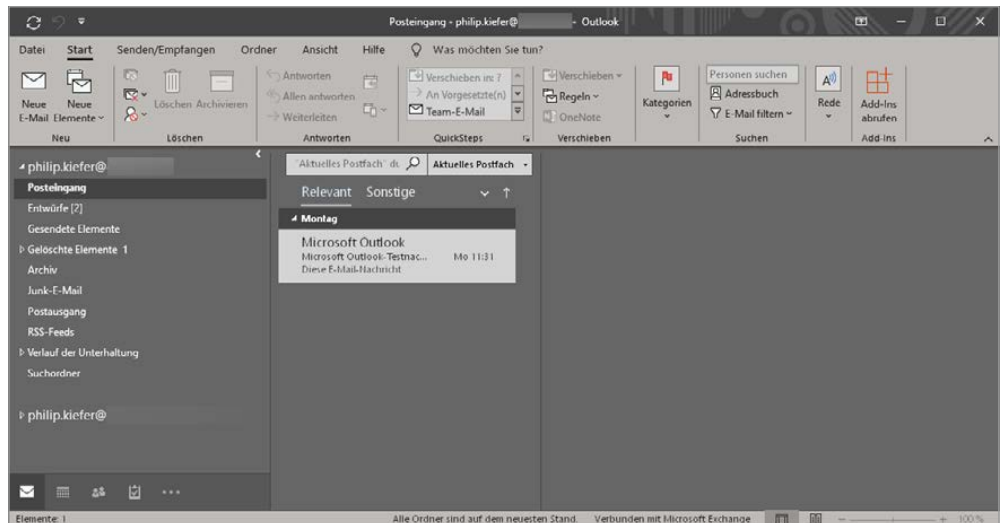 Posteingang - philip.kiefer@ - Outlook
Datei Start Senden/Empfangen Ordner Ansicht Hilfe Was möchten Sie tun?
Neue E-Mail
Neue Elemente
Neu
Löschen Archivieren
Löschen
Antworten
Allen antworten
Weiterleiten
Antworten
Verschieben in: ?
An Vorgesetzte(n)
Team-E-Mail
QuickSteps
Verschieben
Regeln
OneNote
Verschieben
Kategorien
Personen suchen
Adressbuch
E-Mail filtern
Suchen
Rede
Add-Ins abrufen
Add-Ins
philip.kiefer@
Posteingang
Entwürfe [2]
Gesendete Elemente
Gelöschte Elemente 1
Archiv
Junk-E-Mail
Postausgang
RSS-Feeds
Verlauf der Unterhaltung
Suchordner
philip.kiefer@
"Aktuelles Postfach" du Aktuelles Postfach
Relevant Sonstige
Montag
Microsoft Outlook
Microsoft Outlook-Testnac... Mo 11:31
Diese E-Mail-Nachricht
Elemente: 1 Alle Ordner sind auf dem neuesten Stand. Verbunden mit Microsoft Exchange 100 %